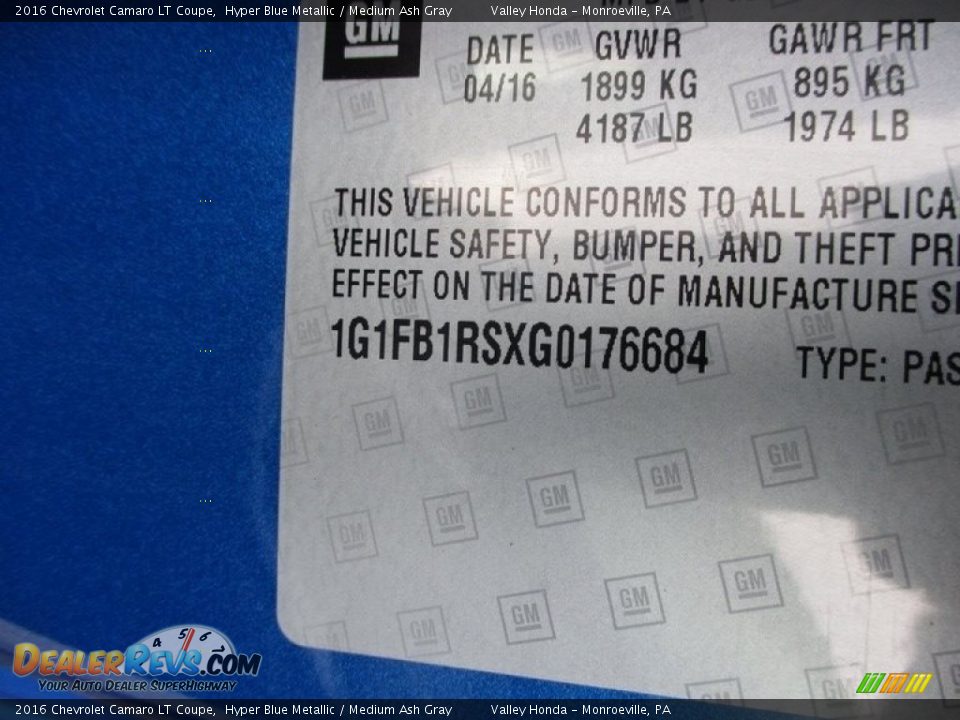 2016 Chevrolet Camaro LT Coupe, Hyper Blue Metallic / Medium Ash Gray Valley Honda - Monroeville, PA
GM
DATE GVWR GAWR FRT
04/16 1899 KG 895 KG
4187 LB 1974 LB
THIS VEHICLE CONFORMS TO ALL APPLICA
VEHICLE SAFETY, BUMPER, AND THEFT PRE
EFFECT ON THE DATE OF MANUFACTURE S
1G1FB1RSXG0176684 TYPE: PAS
DealerRevs.com
Your Auto Dealer SuperHighway
2016 Chevrolet Camaro LT Coupe, Hyper Blue Metallic / Medium Ash Gray Valley Honda - Monroeville, PA